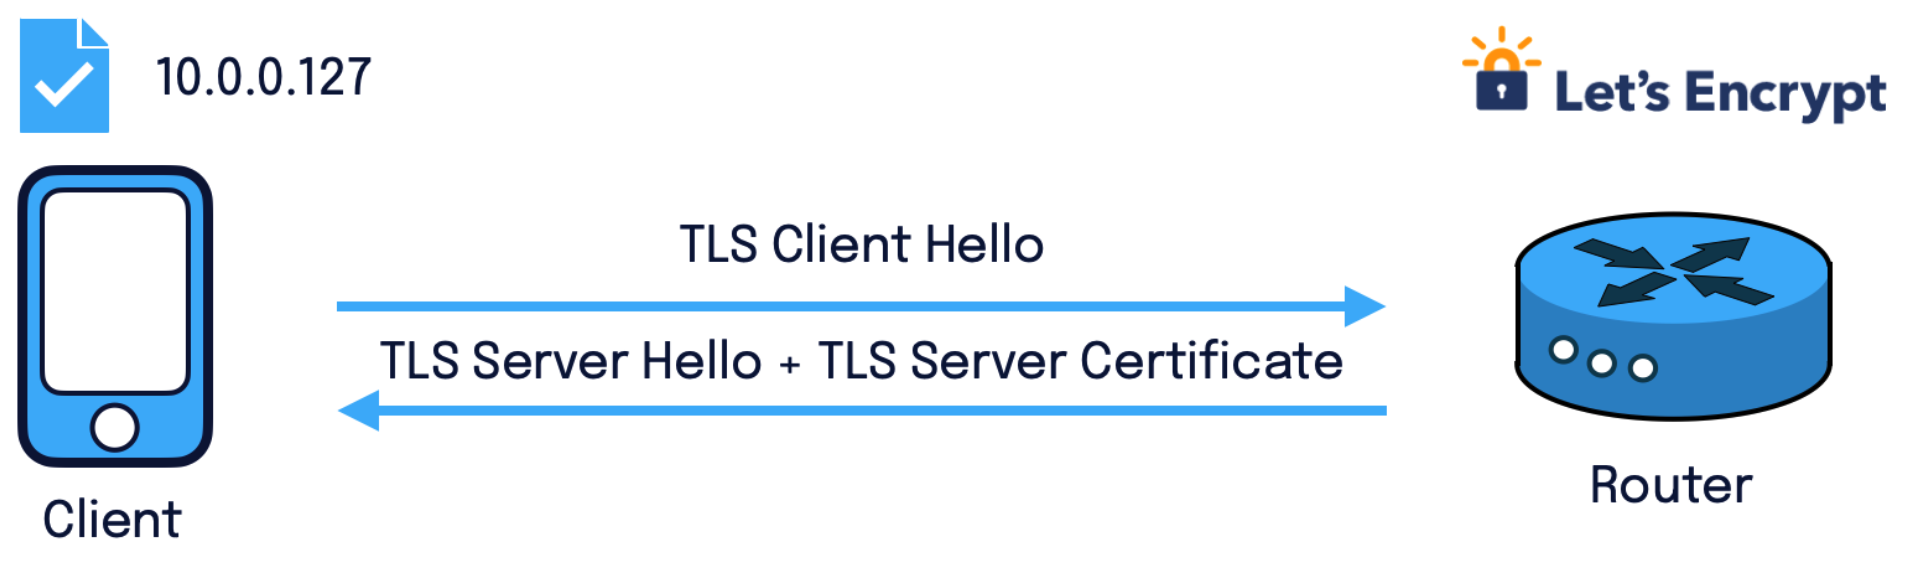 10.0.0.127
Let's Encrypt
TLS Client Hello
TLS Server Hello + TLS Server Certificate
Router
Client